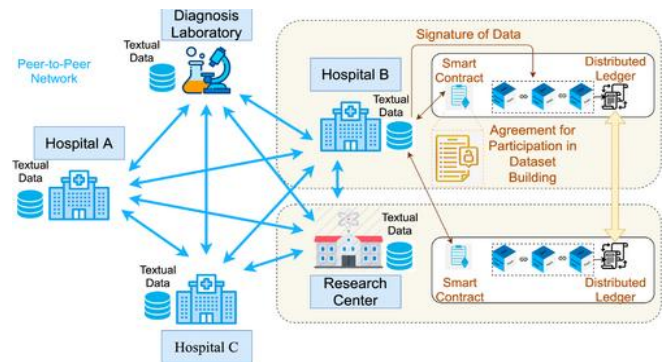 Diagnosis
Laboratory
Textual
Data
Peer-to-Peer
Network
Signature of Data
Hospital B
Smart
Contract
Distributed
Ledger
Textual
Data
Agreement for
Participation in
Dataset
Building
Hospital A
Textual
Data
Textual
Data
Research
Center
Textual
Data
Hospital C
Smart
Contract
Distributed
Ledger